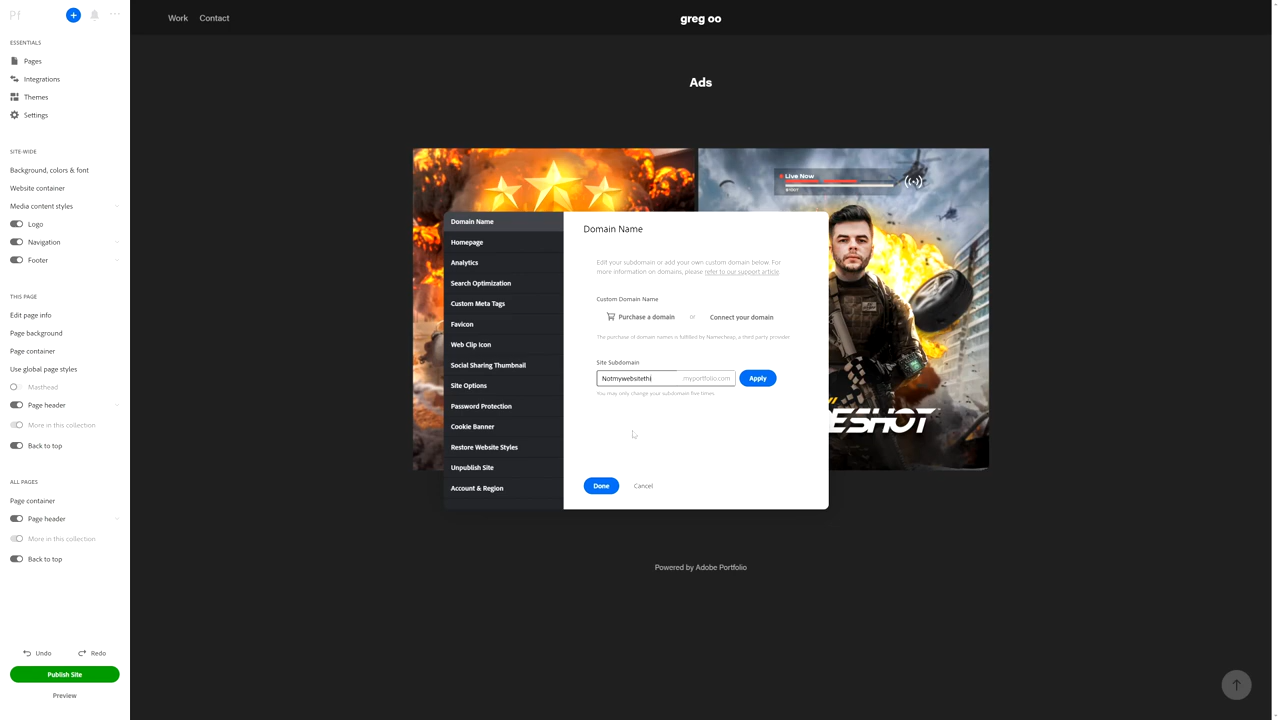 Pf
+
ESSENTIALS
Pages
Integrations
Themes
Settings
SITE-WIDE
Background, colors & font
Website container
Media content styles
Logo
Navigation
Footer
THIS PAGE
Edit page info
Page background
Page container
Use global page styles
Masthead
Page header
More in this collection
Back to top
ALL PAGES
Page container
Page header
More in this collection
Back to top
Undo Redo
Publish Site
Preview
Work Contact
greg oo
Ads
Live Now
ESHOT
Domain Name
Homepage
Analytics
Search Optimization
Custom Meta Tags
Favicon
Web Clip Icon
Social Sharing Thumbnail
Site Options
Password Protection
Cookie Banner
Restore Website Styles
Unpublish Site
Account & Region
Domain Name
Edit your subdomain or add your own custom domain below. For
more information on domains, please refer to our support article
Custom Domain Name
Purchase a domain or Connect your domain
The purchase of domain names is fulfilled by Namecheap, a third party provider
Site Subdomain
Notmywebsitethi .myportfolio.com Apply
You may only change your subdomain five times.
Done Cancel
Powered by Adobe Portfolio